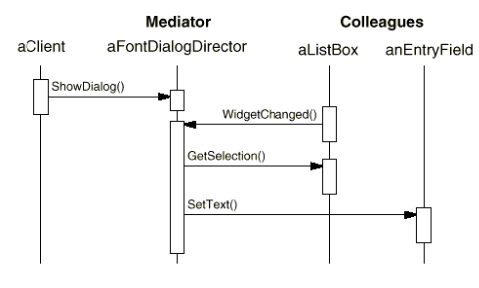 Mediator Colleagues
aClient aFontDialogDirector aListBox anEntryField
ShowDialog()
WidgetChanged()
GetSelection()
SetText()